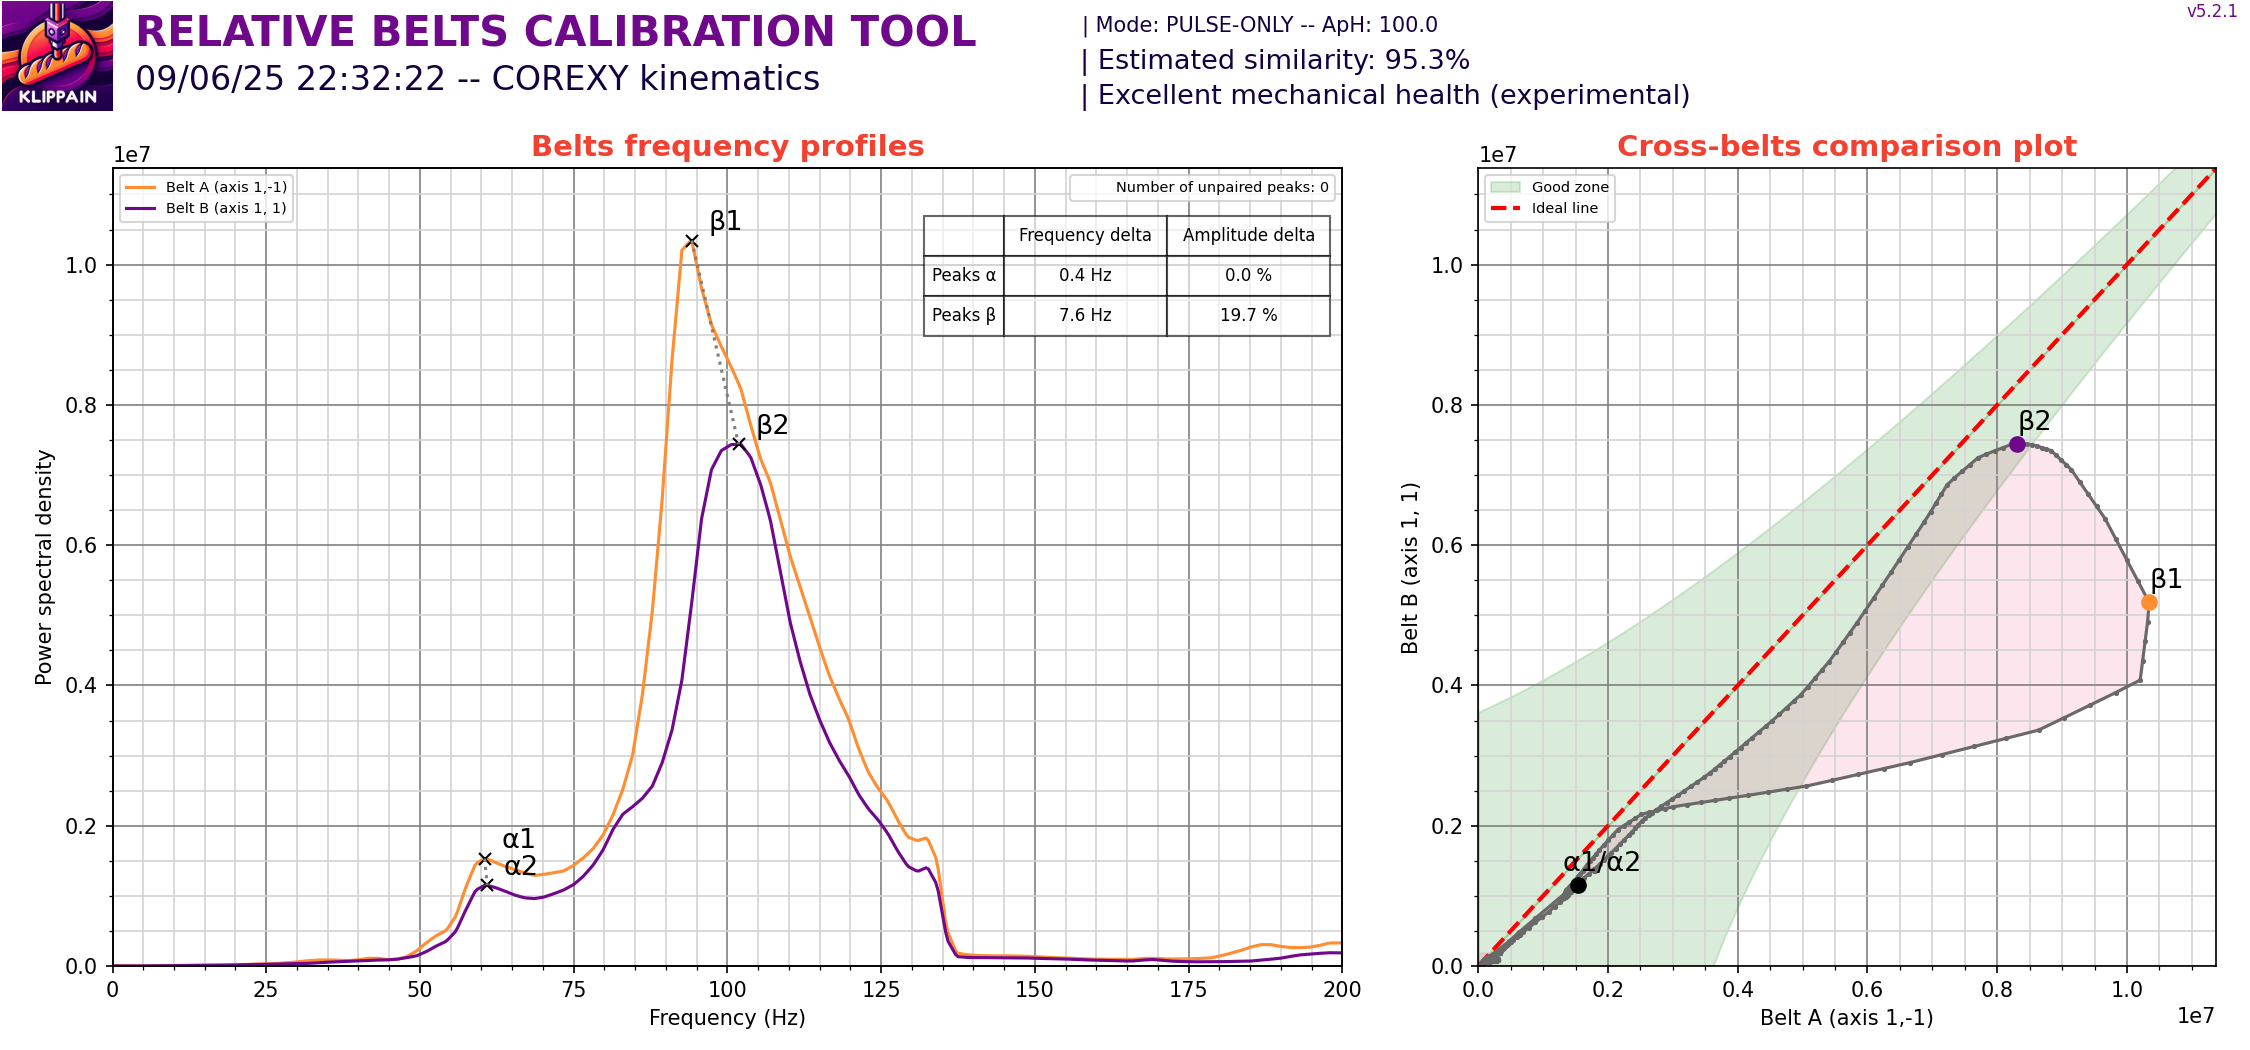 KLIPPAIN
RELATIVE BELTS CALIBRATION TOOL
09/06/25 22:32:22 -- COREXY kinematics
| Mode: PULSE-ONLY -- ApH: 100.0
| Estimated similarity: 95.3%
| Excellent mechanical health (experimental)
v5.2.1
Belts frequency profiles
1e7
Belt A (axis 1,-1)
Belt B (axis 1, 1)
Number of unpaired peaks: 0
Frequency delta Amplitude delta
Peaks α 0.4 Hz 0.0 %
Peaks β 7.6 Hz 19.7 %
β1
β2
α1
α2
Power spectral density
1.0
0.8
0.6
0.4
0.2
0.0
0 25 50 75 100 125 150 175 200
Frequency (Hz)
Cross-belts comparison plot
1e7
Good zone
Ideal line
β2
β1
α1/α2
Belt B (axis 1, 1)
1.0
0.8
0.6
0.4
0.2
0.0
0.0 0.2 0.4 0.6 0.8 1.0
1e7
Belt A (axis 1,-1)